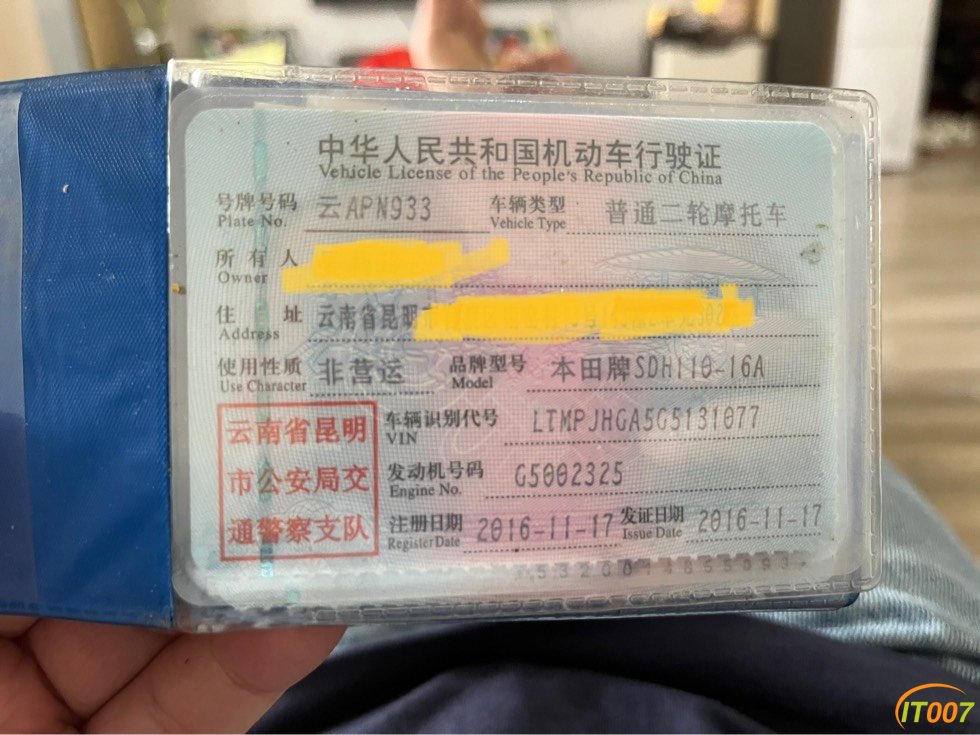 中华人民共和国机动车行驶证
Vehicle License of the People's Republic of China
号牌号码 云APN933 车辆类型 普通二轮摩托车
Plate No. Vehicle Type
所有人
Owner
住址 云南省昆明
Address
使用性质 非营运 品牌型号 本田牌SDH110-16A
Use Character Model
云南省昆明
市公安局交
通警察支队
车辆识别代号 LTMPJHGA5G5131077
VIN
发动机号码 G5002325
Engine No.
注册日期 2016-11-17 发证日期 2016-11-17
Register Date Issue Date
IT007